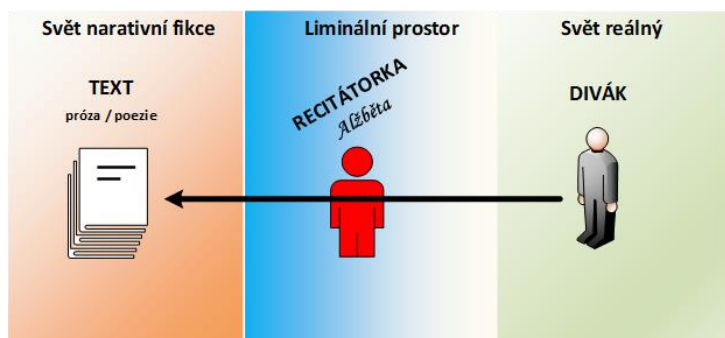 Svět narativní fikce
TEXT
próza / poezie
Liminální prostor
RECITÁTORKA
Alžběta
Svět reálný
DIVÁK